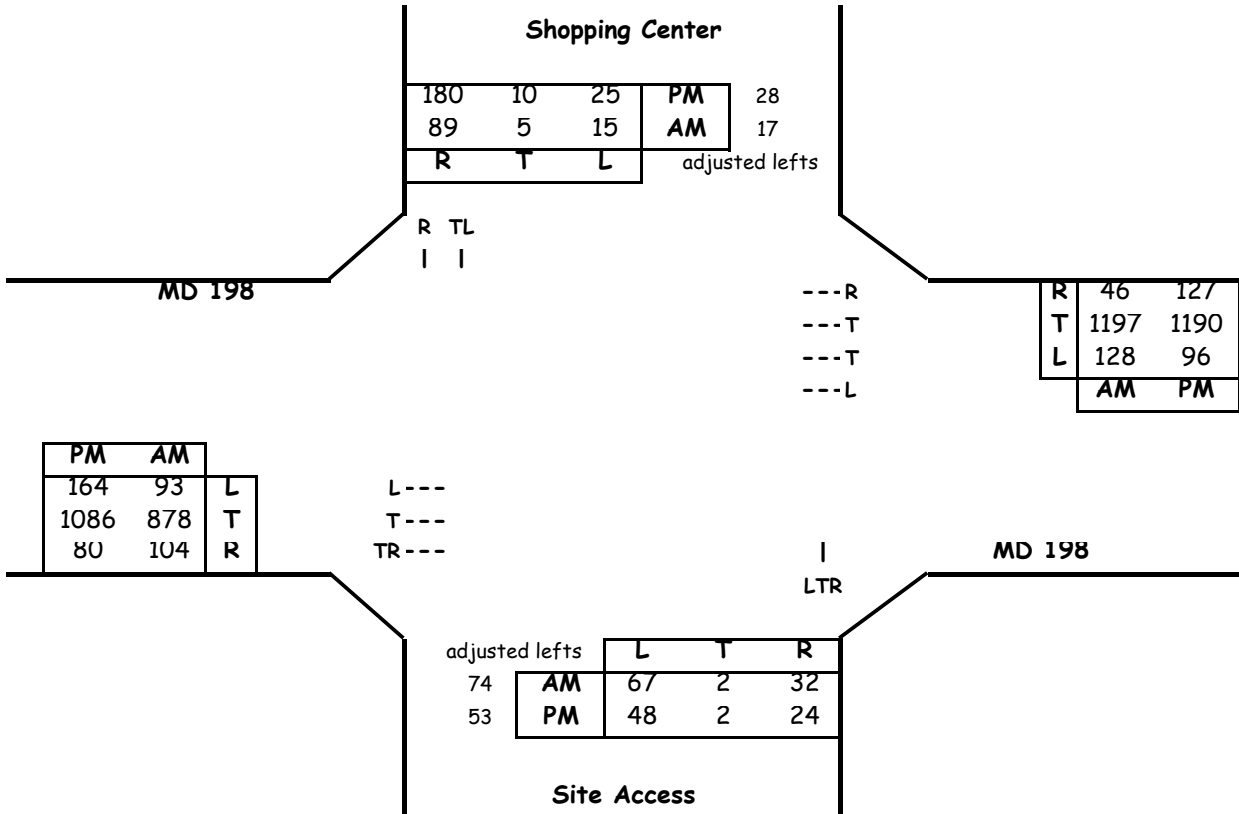 Shopping Center
180 10 25 PM 28
89 5 15 AM 17
R T L adjusted lefts
R TL
MD 198
---R
---T
---T
---L
R 46 127
T 1197 1190
L 128 96
AM PM
PM AM
164 93 L
1086 878 T
80 104 R
L---
T---
TR---
LTR
MD 198
adjusted lefts L T R
74 AM 67 2 32
53 PM 48 2 24
Site Access